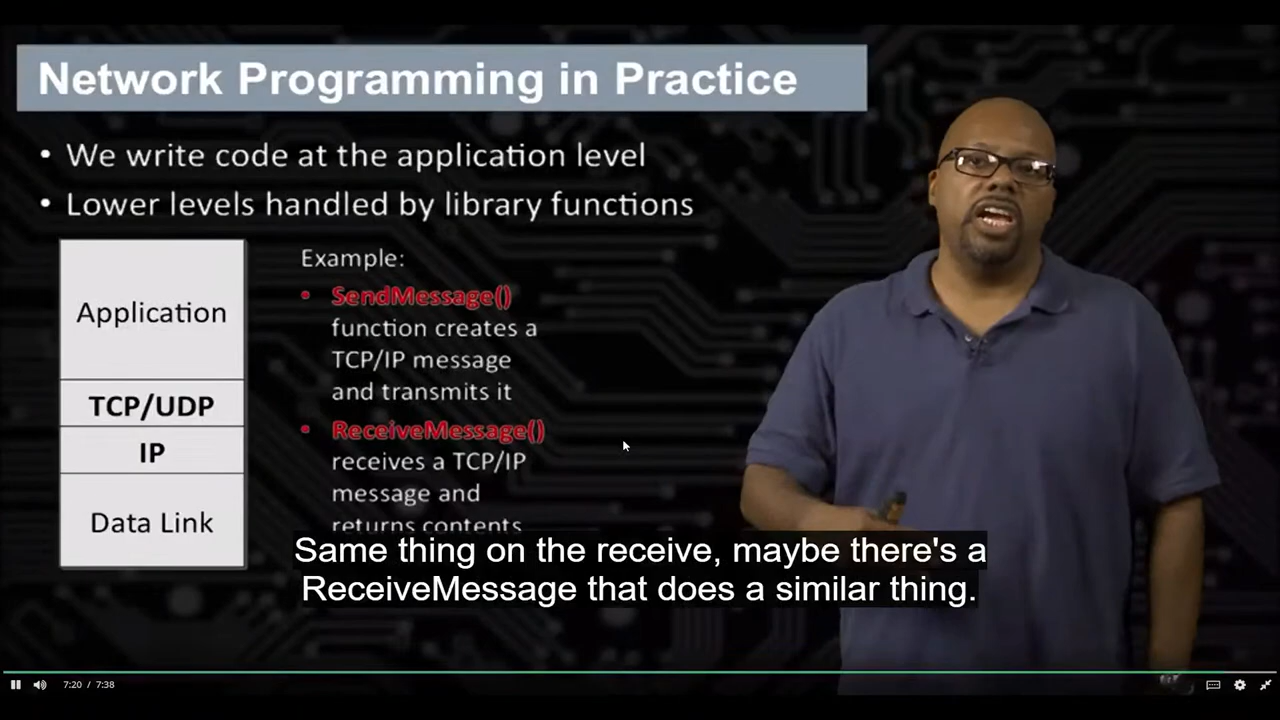 Network Programming in Practice
• We write code at the application level
• Lower levels handled by library functions
Application
TCP/UDP
IP
Data Link
Example:
• SendMessage()
function creates a
TCP/IP message
and transmits it
• ReceiveMessage()
receives a TCP/IP
message and
returns contents
Same thing on the receive, maybe there's a
ReceiveMessage that does a similar thing.
7:20 / 7:38